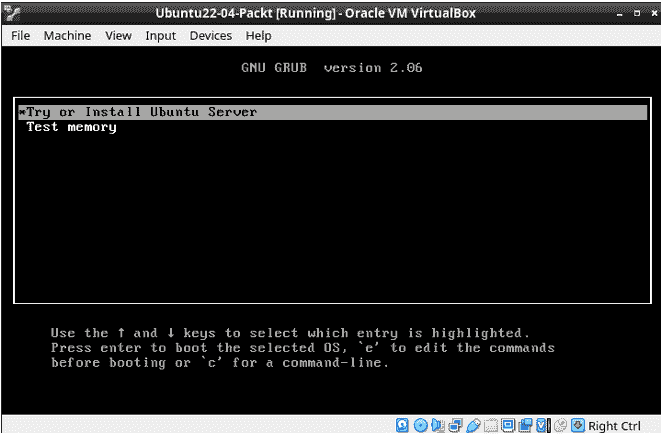 Ubuntu22-04-Packt [Running] - Oracle VM VirtualBox
File Machine View Input Devices Help
GNU GRUB version 2.06
*Try or Install Ubuntu Server
Test memory
Use the ↑ and ↓ keys to select which entry is highlighted.
Press enter to boot the selected OS, `e' to edit the commands
before booting or `c' for a command-line.
Right Ctrl